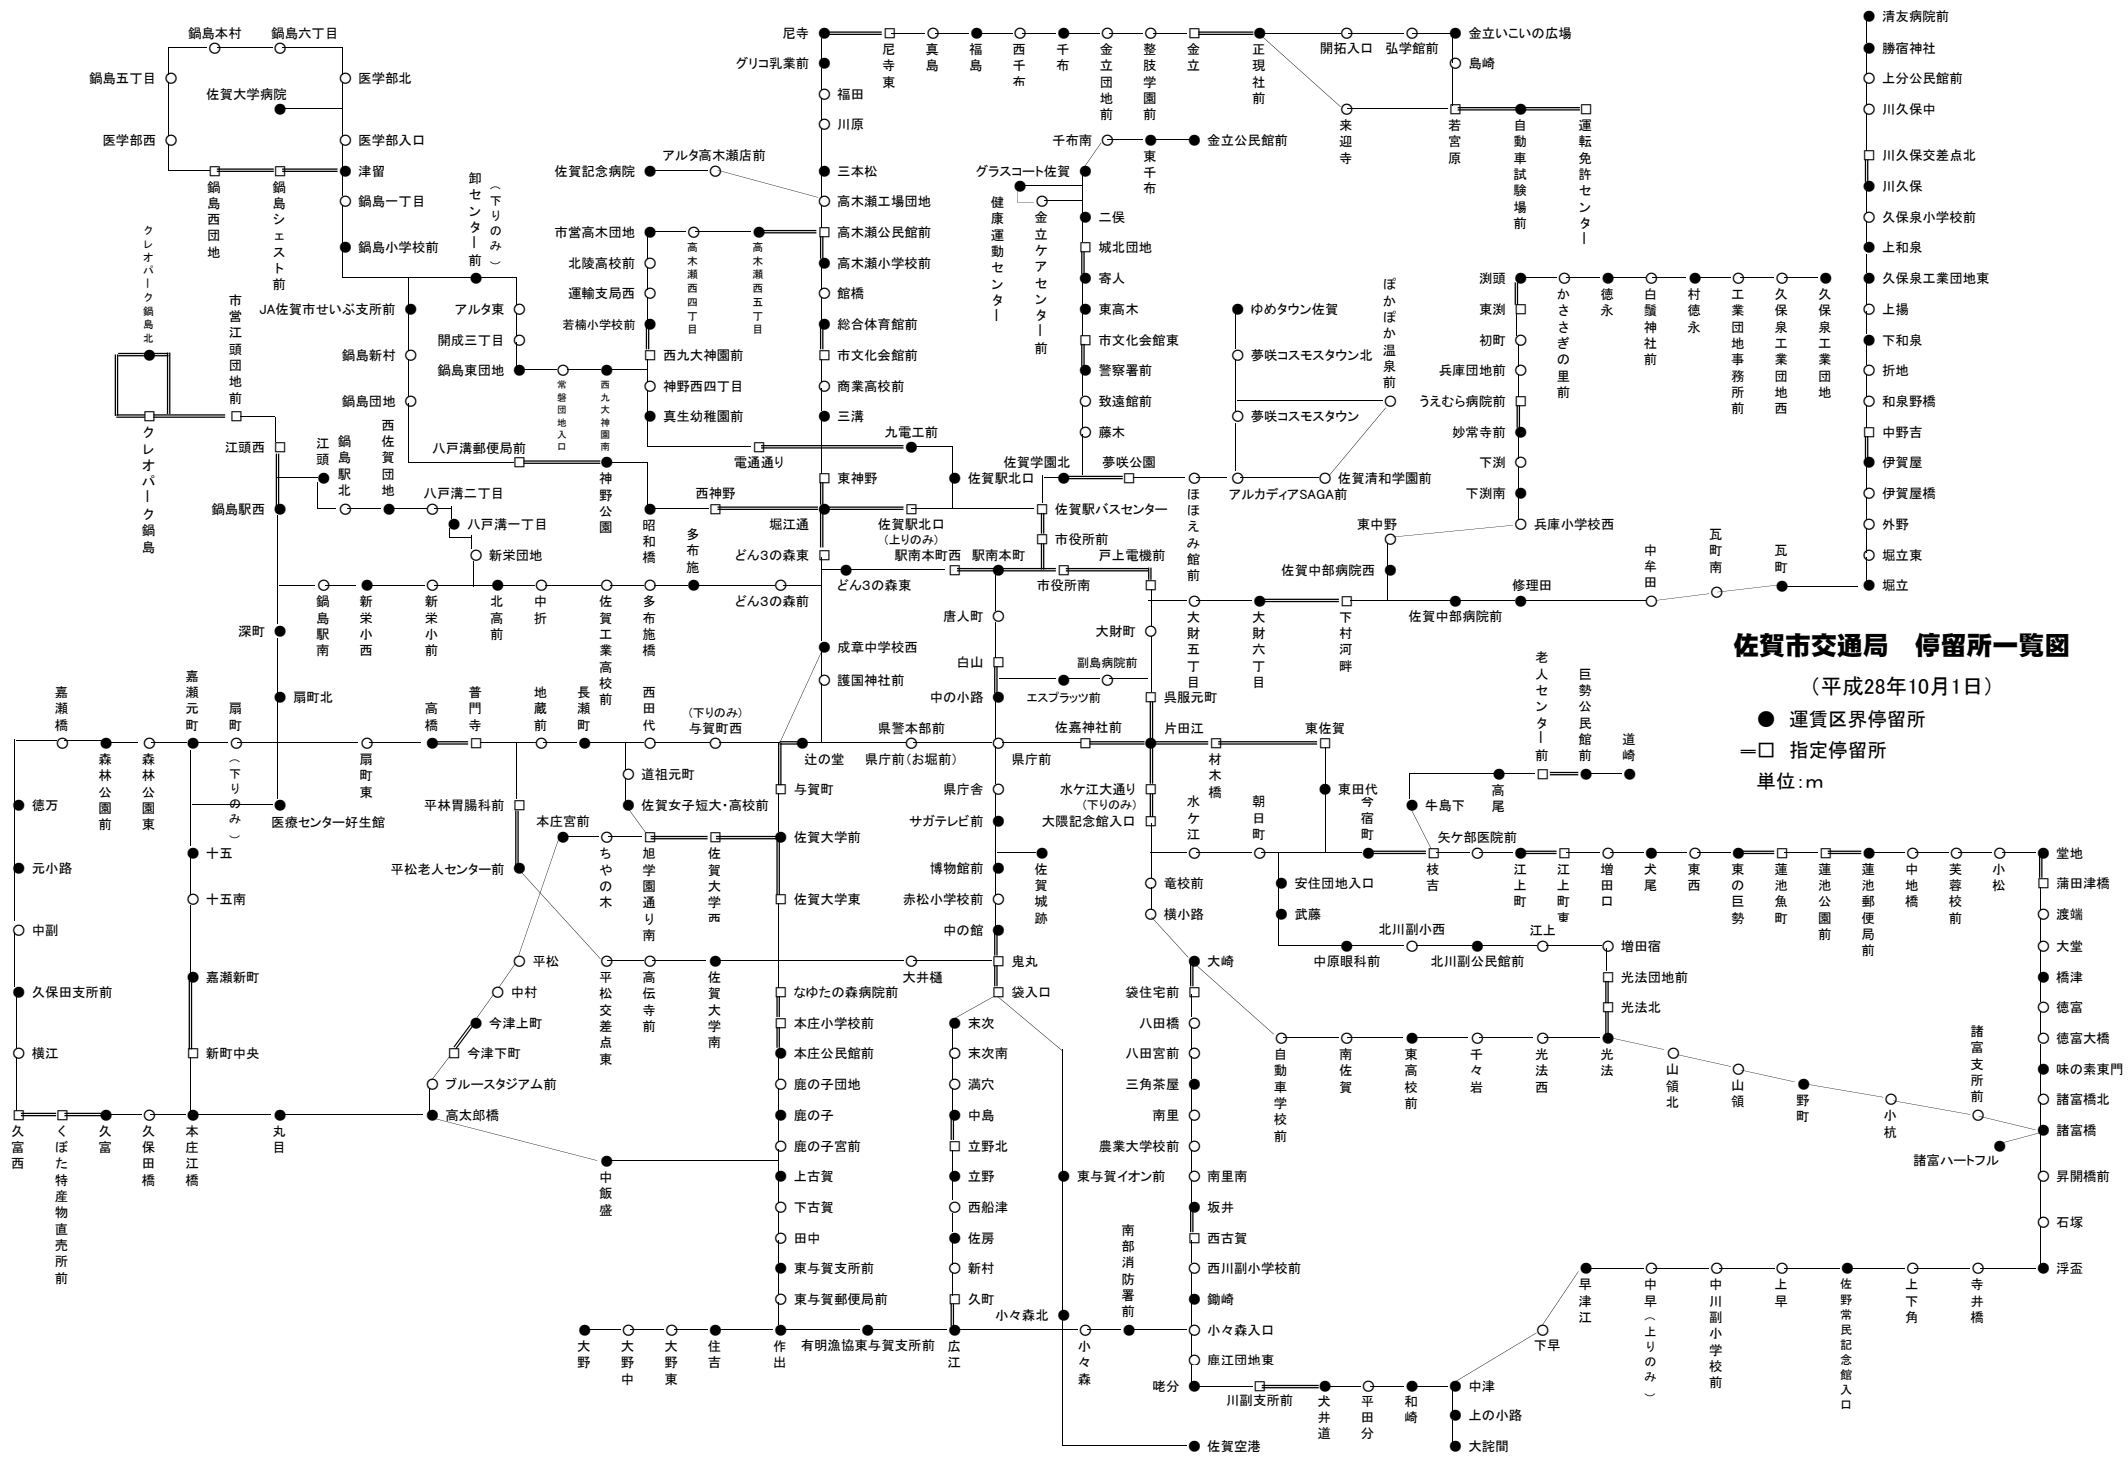 佐賀市交通局　停留所一覧図
（平成28年10月1日）
運賃区界停留所
指定停留所
単位：m
鍋島本村
鍋島六丁目
鍋島五丁目
医学部北
佐賀大学病院
医学部西
医学部入口
津留
鍋島西団地
鍋島シェスト前
鍋島一丁目
鍋島小学校前
卸センター前
（下りのみ）
クレオパーク鍋島北
クレオパーク鍋島
市営江頭団地前
JA佐賀市せいぶ支所前
鍋島新村
鍋島団地
八戸溝郵便局前
アルタ東
開成三丁目
鍋島東団地
常磐団地入口
西九大神園南
神野公園
江頭西
江頭
鍋島駅北
西佐賀団地
八戸溝二丁目
八戸溝一丁目
新栄団地
鍋島駅西
鍋島駅南
新栄小西
新栄小前
北高前
中折
佐賀工業高校前
多布施橋
多布施
どん3の森前
深町
扇町北
医療センター好生館
佐賀記念病院
アルタ高木瀬店前
市営高木団地
高木瀬西四丁目
高木瀬西五丁目
北陵高校前
運輸支局西
若楠小学校前
西九大神園前
神野西四丁目
真生幼稚園前
電通通り
九電工前
昭和橋
西神野
堀江通
佐賀駅北口
（上りのみ）
佐賀駅北口
尼寺
グリコ乳業前
福田
川原
三本松
高木瀬工場団地
高木瀬公民館前
高木瀬小学校前
館橋
総合体育館前
市文化会館前
商業高校前
三溝
東神野
どん3の森東
どん3の森東
成章中学校西
護国神社前
尼寺東
真島
福島
西千布
千布
金立団地前
整肢学園前
金立
正現社前
開拓入口
弘学館前
金立いこいの広場
島崎
来迎寺
若宮原
自動車試験場前
運転免許センター
千布南
東千布
金立公民館前
グラスコート佐賀
健康運動センター
金立ケアセンター前
二俣
城北団地
寄人
東高木
市文化会館東
警察署前
致遠館前
藤木
佐賀学園北
夢咲公園
ほほえみ館前
アルカディアSAGA前
佐賀清和学園前
ゆめタウン佐賀
夢咲コスモスタウン北
夢咲コスモスタウン
ぽかぽか温泉前
佐賀駅バスセンター
市役所前
駅南本町西
駅南本町
市役所南
戸上電機前
渕頭
かささぎの里前
徳永
白鬚神社前
村徳永
工業団地事務所前
久保泉工業団地西
久保泉工業団地
東渕
初町
兵庫団地前
うえむら病院前
妙常寺前
下渕
下渕南
兵庫小学校西
東中野
佐賀中部病院西
佐賀中部病院前
修理田
中牟田
瓦町南
瓦町
大財五丁目
大財六丁目
下村河畔
清友病院前
勝宿神社
上分公民館前
川久保中
川久保交差点北
川久保
久保泉小学校前
上和泉
久保泉工業団地東
上揚
下和泉
折地
和泉野橋
中野吉
伊賀屋
伊賀屋橋
外野
堀立東
堀立
唐人町
白山
中の小路
副島病院前
エスプラッツ前
大財町
呉服元町
嘉瀬橋
森林公園前
森林公園東
嘉瀬元町
扇町（下りのみ）
扇町東
高橋
普門寺
地蔵前
長瀬町
西田代
（下りのみ）
与賀町西
辻の堂
県警本部前
県庁前（お堀前）
県庁前
佐嘉神社前
片田江
材木橋
東佐賀
東田代
今宿町
道祖元町
佐賀女子短大・高校前
与賀町
佐賀大学前
佐賀大学西
旭学園通り南
ちやの木
本庄宮前
平林胃腸科前
平松老人センター前
佐賀大学東
平松
中村
今津上町
今津下町
ブルースタジアム前
高太郎橋
平松交差点東
高伝寺前
佐賀大学南
大井樋
鬼丸
袋入口
徳万
元小路
中副
久保田支所前
横江
十五
十五南
嘉瀬新町
新町中央
久富西
くぼた特産物直売所前
久富
久保田橋
本庄江橋
丸目
中飯盛
県庁舎
サガテレビ前
博物館前
赤松小学校前
中の館
佐賀城跡
水ケ江大通り
（下りのみ）
大隈記念館入口
水ケ江
朝日町
竜校前
横小路
安住団地入口
武藤
中原眼科前
北川副小西
北川副公民館前
江上
増田宿
光法団地前
光法北
光法
老人センター前
巨勢公民館前
道崎
高尾
牛島下
矢ケ部医院前
枝吉
江上町
江上町東
増田口
犬尾
東西
東の巨勢
蓮池魚町
蓮池公園前
蓮池郵便局前
中地橋
芙蓉校前
小松
堂地
蒲田津橋
渡端
大堂
橋津
徳富
徳富大橋
味の素東門
諸富橋北
諸富橋
諸富ハートフル
昇開橋前
石塚
浮盃
大崎
袋住宅前
八田橋
八田宮前
三角茶屋
南里
農業大学校前
南里南
坂井
西古賀
西川副小学校前
鋤崎
小々森入口
鹿江団地東
咾分
自動車学校前
南佐賀
東高校前
千々岩
光法西
山領北
山領
野町
小杭
諸富支所前
なゆたの森病院前
本庄小学校前
本庄公民館前
鹿の子団地
鹿の子
鹿の子宮前
上古賀
下古賀
田中
東与賀支所前
東与賀郵便局前
末次
末次南
満穴
中島
立野北
立野
西船津
佐房
新村
久町
東与賀イオン前
南部消防署前
小々森北
大野
大野中
大野東
住吉
作出
有明漁協東与賀支所前
広江
小々森
川副支所前
犬井道
平田分
和崎
中津
上の小路
大詫間
佐賀空港
下早
早津江
中早（上りのみ）
中川副小学校前
上早
佐野常民記念館入口
上下角
寺井橋